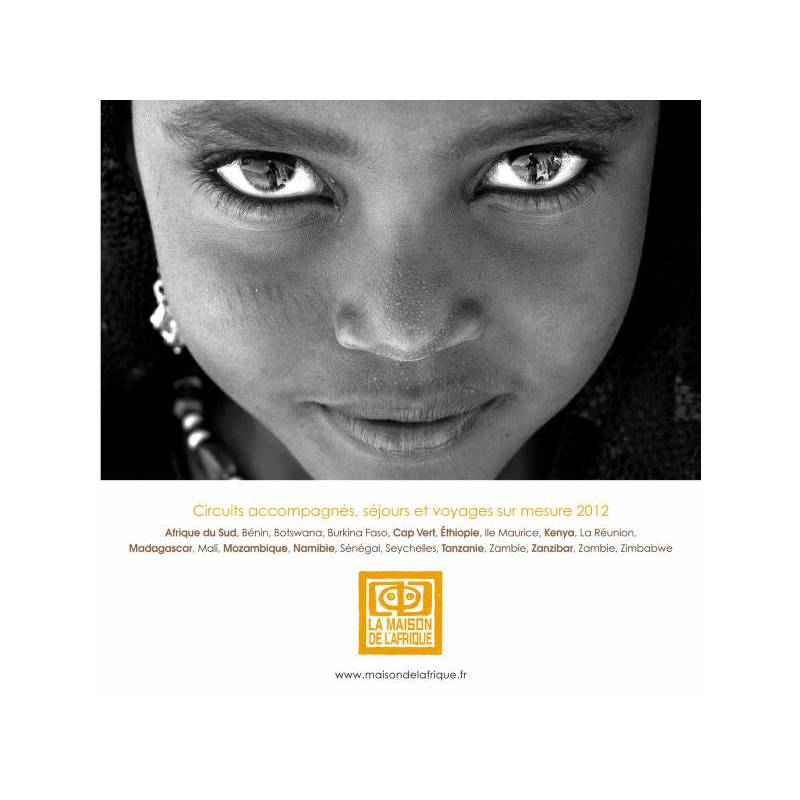 Circuits accompagnés, séjours et voyages sur mesure 2012
Afrique du Sud, Bénin, Botswana, Burkina Faso, Cap Vert, Éthiopie, Ile Maurice, Kenya, La Réunion,
Madagascar, Mali, Mozambique, Namibie, Sénégal, Seychelles, Tanzanie, Zambie, Zanzibar, Zambie, Zimbabwe
LA MAISON
DE L'AFRIQUE
www.maisondelafrique.fr